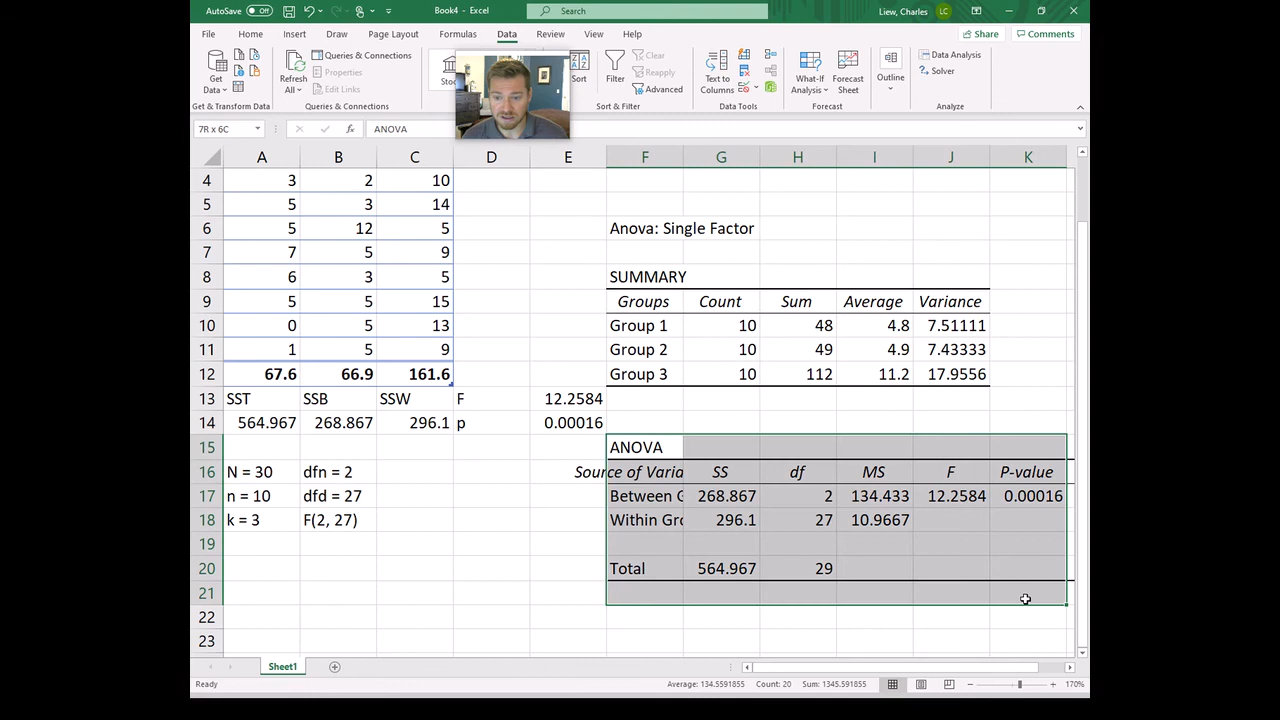 AutoSave Off Book4 - Excel Search Liew, Charles LC
File Home Insert Draw Page Layout Formulas Data Review View Help Share Comments
Get Data Refresh All Queries & Connections Properties Edit Links Sort Filter Clear Reapply Advanced Text to Columns What-If Analysis Forecast Sheet Outline Data Analysis Solver
Get & Transform Data Queries & Connections Sort & Filter Data Tools Forecast Analyze
7R x 6C fx ANOVA
A B C D E F G H I J K
4 3 2 10
5 5 3 14
6 5 12 5 Anova: Single Factor
7 7 5 9
8 6 3 5 SUMMARY
9 5 5 15 Groups Count Sum Average Variance
10 0 5 13 Group 1 10 48 4.8 7.51111
11 1 5 9 Group 2 10 49 4.9 7.43333
12 67.6 66.9 161.6 Group 3 10 112 11.2 17.9556
13 SST SSB SSW F 12.2584
14 564.967 268.867 296.1 p 0.00016
15 ANOVA
16 N = 30 dfn = 2 Source of Varia SS df MS F P-value
17 n = 10 dfd = 27 Between G 268.867 2 134.433 12.2584 0.00016
18 k = 3 F(2, 27) Within Gro 296.1 27 10.9667
19
20 Total 564.967 29
21
22
23
Sheet1
Ready Average: 134.5591855 Count: 20 Sum: 1345.591855 170%